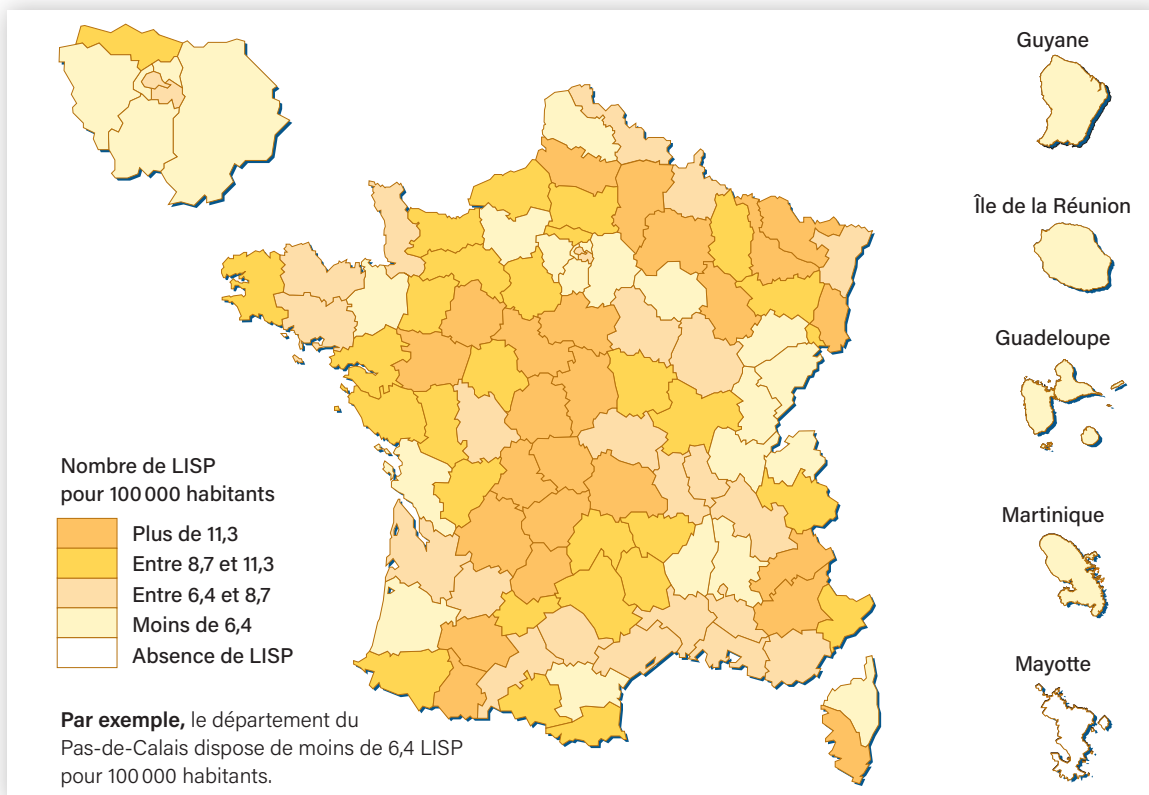 Guyane
Île de la Réunion
Guadeloupe
Martinique
Mayotte
Nombre de LISP
pour 100 000 habitants
Plus de 11,3
Entre 8,7 et 11,3
Entre 6,4 et 8,7
Moins de 6,4
Absence de LISP
Par exemple, le département du
Pas-de-Calais dispose de moins de 6,4 LISP
pour 100 000 habitants.